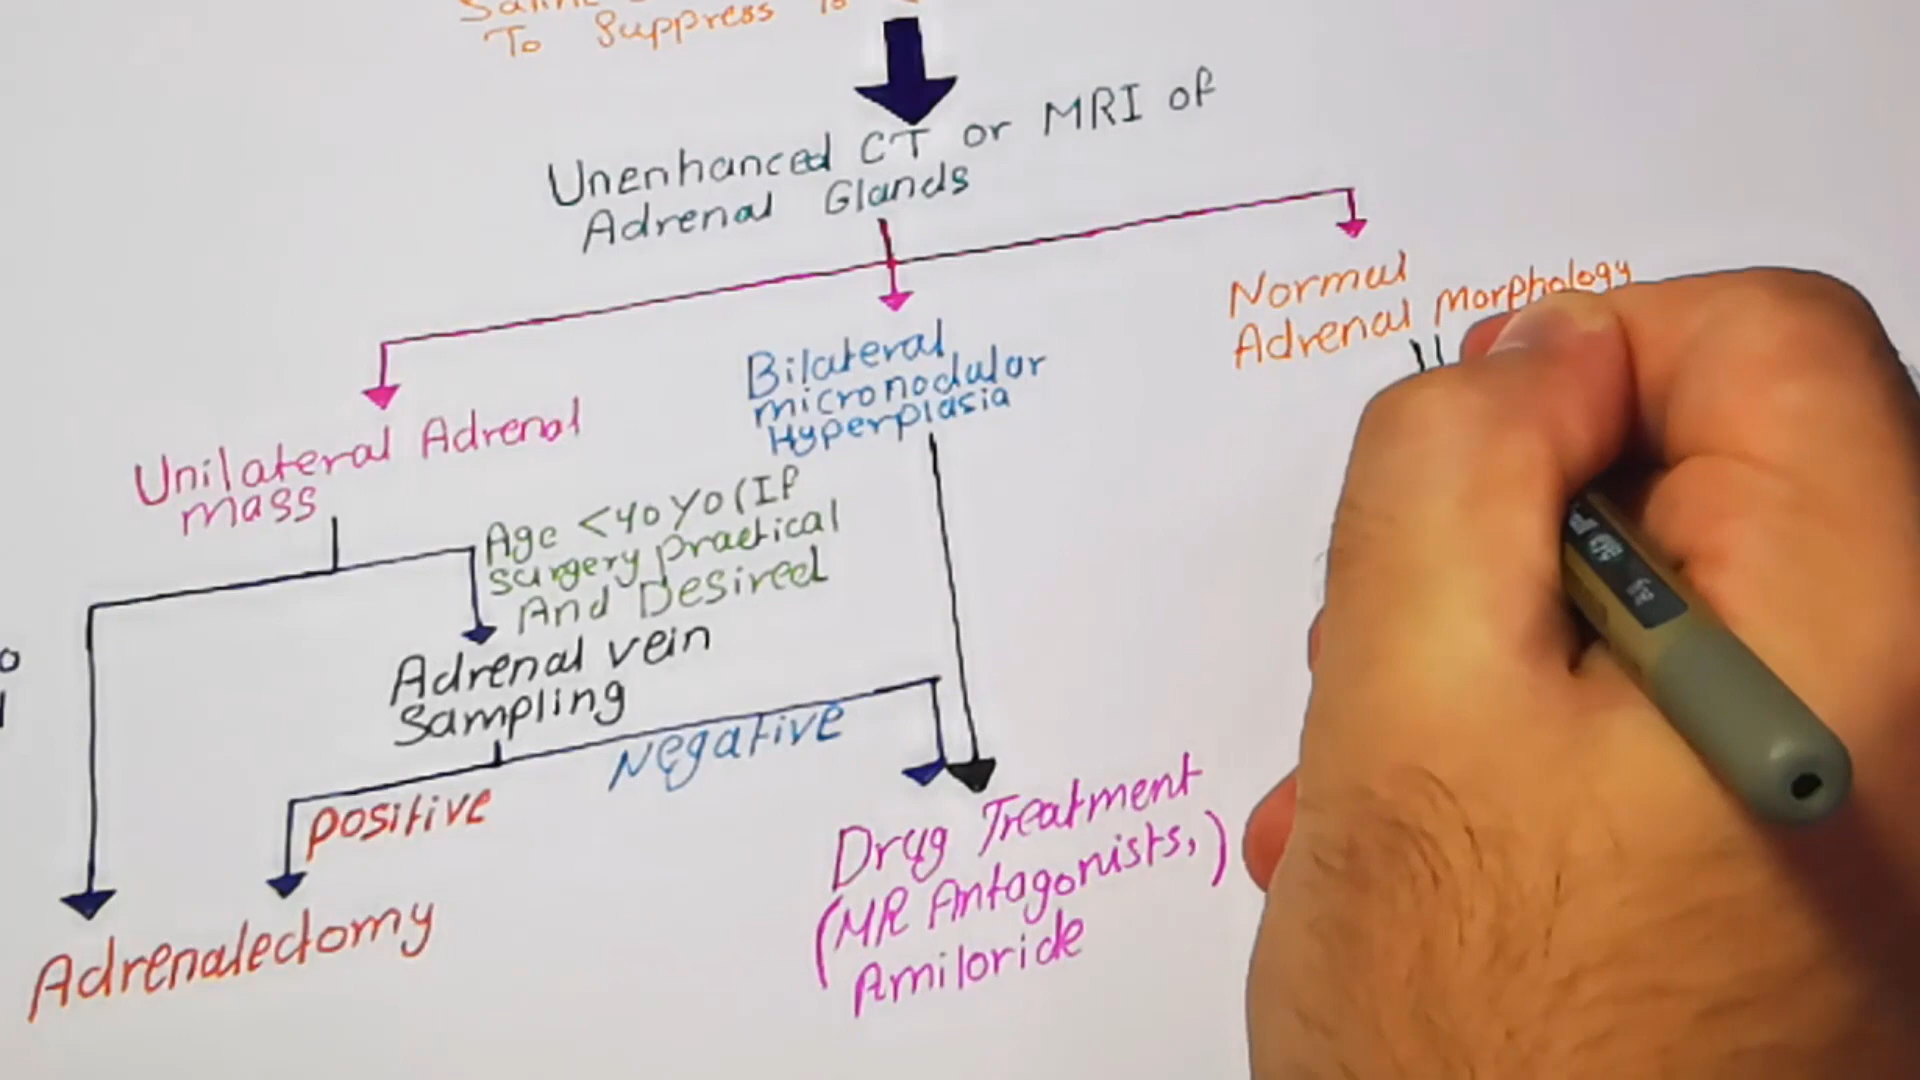 To Suppress
Unenhanced CT or MRI of
Adrenal Glands
Normal
Adrenal Morphology
Bilateral
micronodular
Hyperplasia
Unilateral Adrenal
mass
Age <40 YO (If
surgery practical
And Desired
Adrenal vein
Sampling
Negative
Positive
Drug Treatment
(MR Antagonists,)
Amiloride
Adrenalectomy